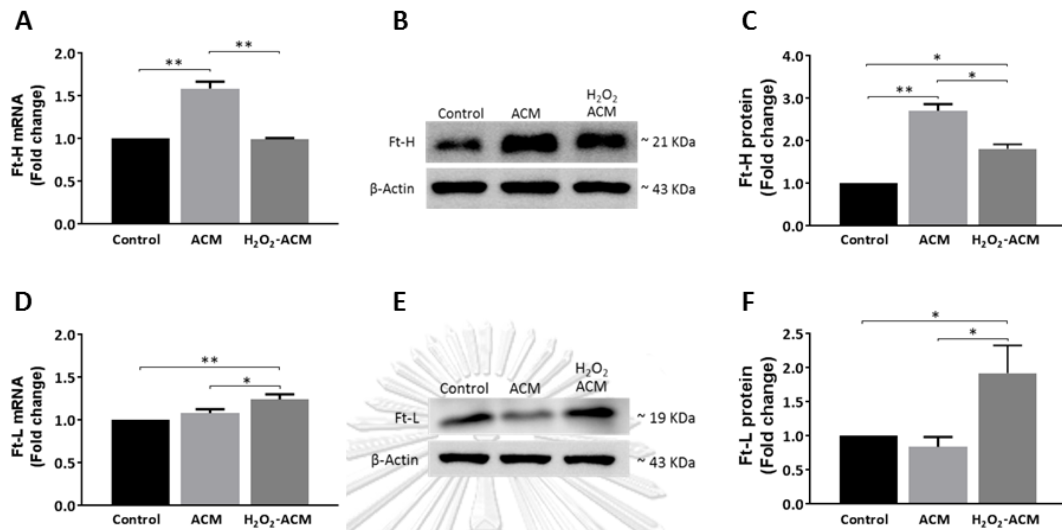 A
2.0
1.5
1.0
0.5
0.0
Ft-H mRNA
(Fold change)
**
**
Control ACM H₂O₂-ACM
B
Control ACM H₂O₂
ACM
Ft-H ~ 21 KDa
β-Actin ~ 43 KDa
C
4.0
3.0
2.0
1.0
0.0
Ft-H protein
(Fold change)
*
*
**
Control ACM H₂O₂-ACM
D
2.0
1.5
1.0
0.5
0.0
Ft-L mRNA
(Fold change)
**
*
Control ACM H₂O₂-ACM
E
Control ACM H₂O₂
ACM
Ft-L ~ 19 KDa
β-Actin ~ 43 KDa
F
2.5
2.0
1.5
1.0
0.5
0.0
Ft-L protein
(Fold change)
*
*
Control ACM H₂O₂-ACM